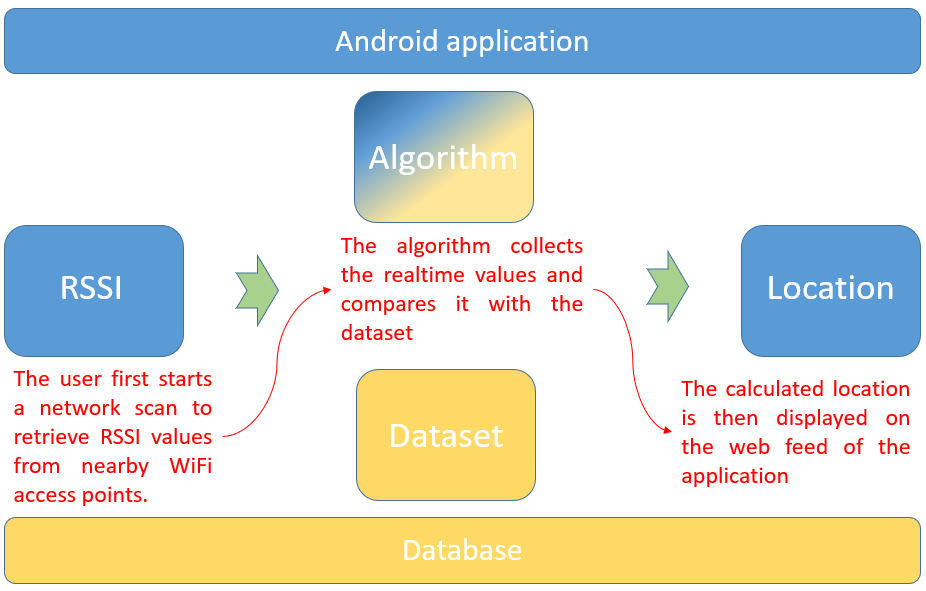 Android application
Algorithm
RSSI
The algorithm collects
the realtime values and
compares it with the
dataset
Location
The user first starts
a network scan to
retrieve RSSI values
from nearby WiFi
access points.
Dataset
The calculated location
is then displayed on
the web feed of the
application
Database